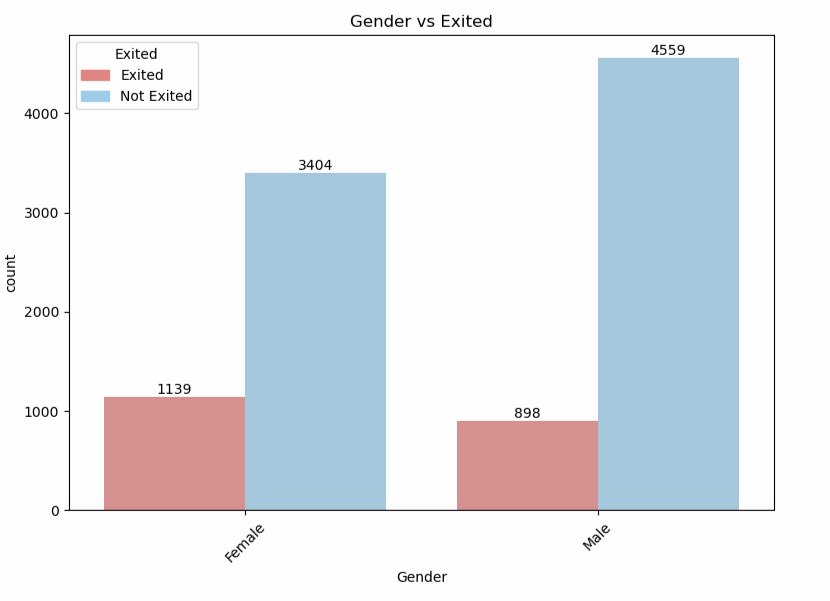 Gender vs Exited
Exited
Exited
Not Exited
4559
3404
1139
898
4000
3000
2000
1000
0
count
Female
Male
Gender